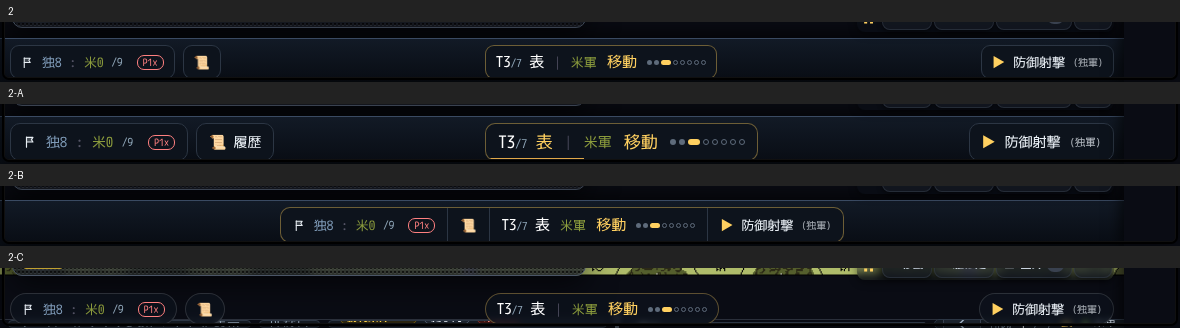 2
独8 : 米0 /9 P1x T3/7 表 | 米軍 移動 防御射撃 (独軍)
2-A
独8 : 米0 /9 P1x 履歴 T3/7 表 | 米軍 移動 防御射撃 (独軍)
2-B
独8 : 米0 /9 P1x T3/7 表 米軍 移動 防御射撃 (独軍)
2-C
独8 : 米0 /9 P1x T3/7 表 | 米軍 移動 防御射撃 (独軍)